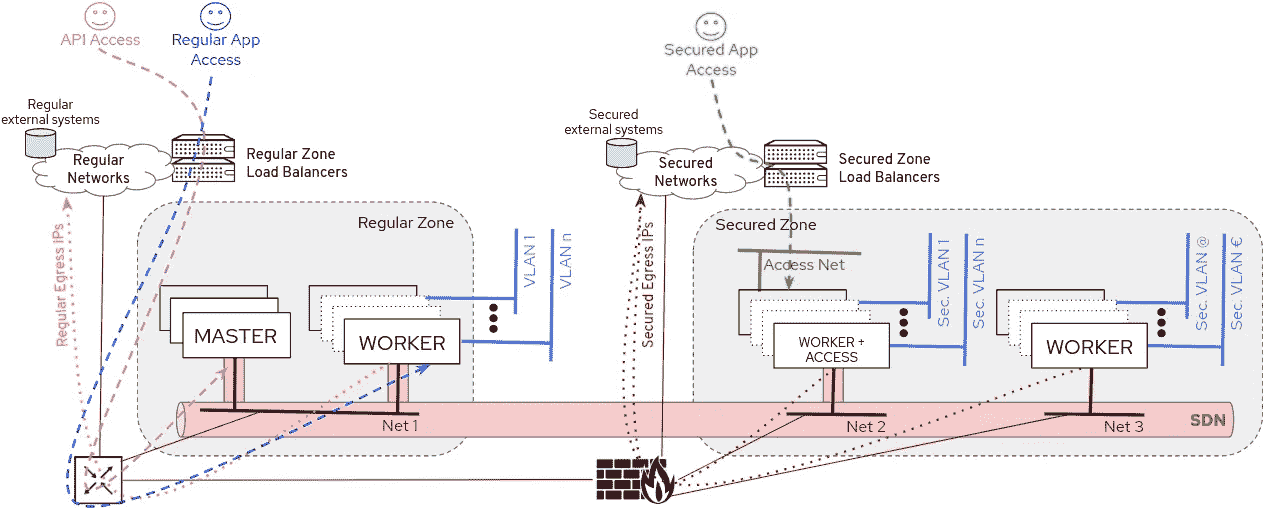 API Access
Regular App
Access
Secured App
Access
Regular
external systems
Regular
Networks
Regular Zone
Load Balancers
Secured
external systems
Secured
Networks
Secured Zone
Load Balancers
Regular Zone
Secured Zone
Regular Egress IPs
Secured Egress IPs
VLAN 1
VLAN n
Access Net
Sec. VLAN 1
Sec. VLAN n
Sec. VLAN @
Sec. VLAN €
MASTER
WORKER
WORKER +
ACCESS
WORKER
Net 1
Net 2
Net 3
SDN